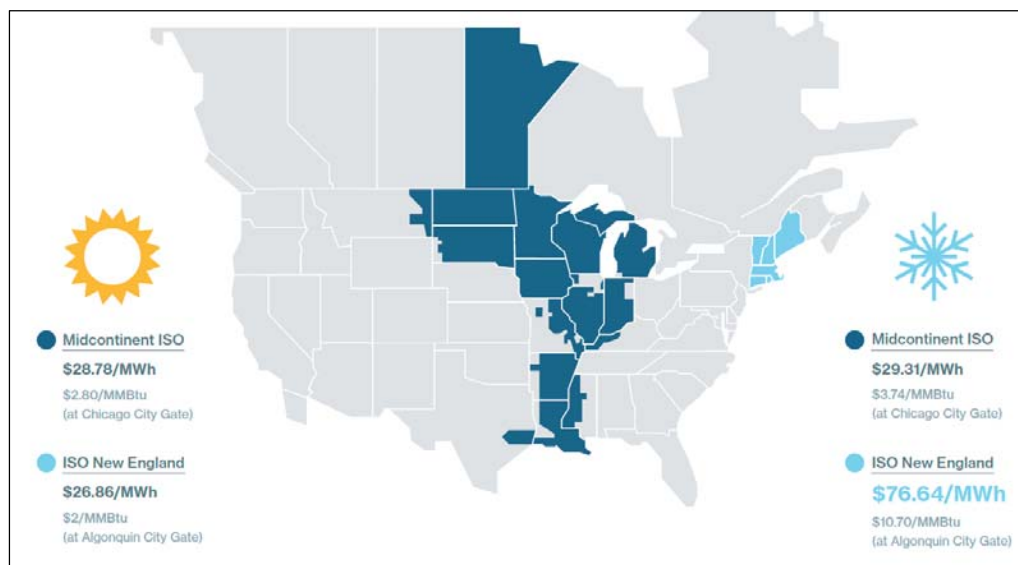 Midcontinent ISO
$28.78/MWh
$2.80/MMBtu
(at Chicago City Gate)
ISO New England
$26.86/MWh
$2/MMBtu
(at Algonquin City Gate)
Midcontinent ISO
$29.31/MWh
$3.74/MMBtu
(at Chicago City Gate)
ISO New England
$76.64/MWh
$10.70/MMBtu
(at Algonquin City Gate)